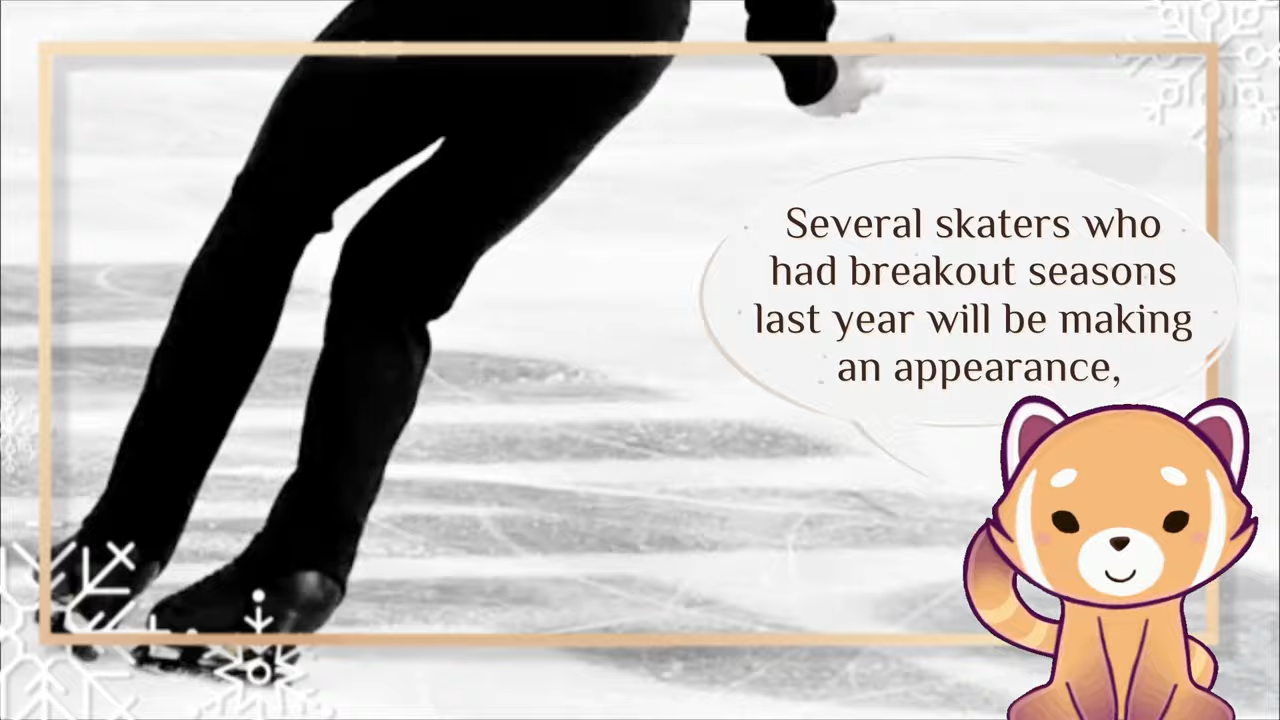 Several skaters who
had breakout seasons
last year will be making
an appearance,